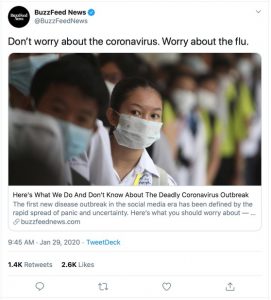 BuzzFeed News
@BuzzFeedNews
Don't worry about the coronavirus. Worry about the flu.
Here's What We Do And Don't Know About The Deadly Coronavirus Outbreak
The first new disease outbreak in the social media era has been defined by the
rapid spread of panic and uncertainty. Here's what you should worry about — ...
buzzfeednews.com
9:45 AM · Jan 29, 2020 · TweetDeck
1.4K Retweets 2.6K Likes